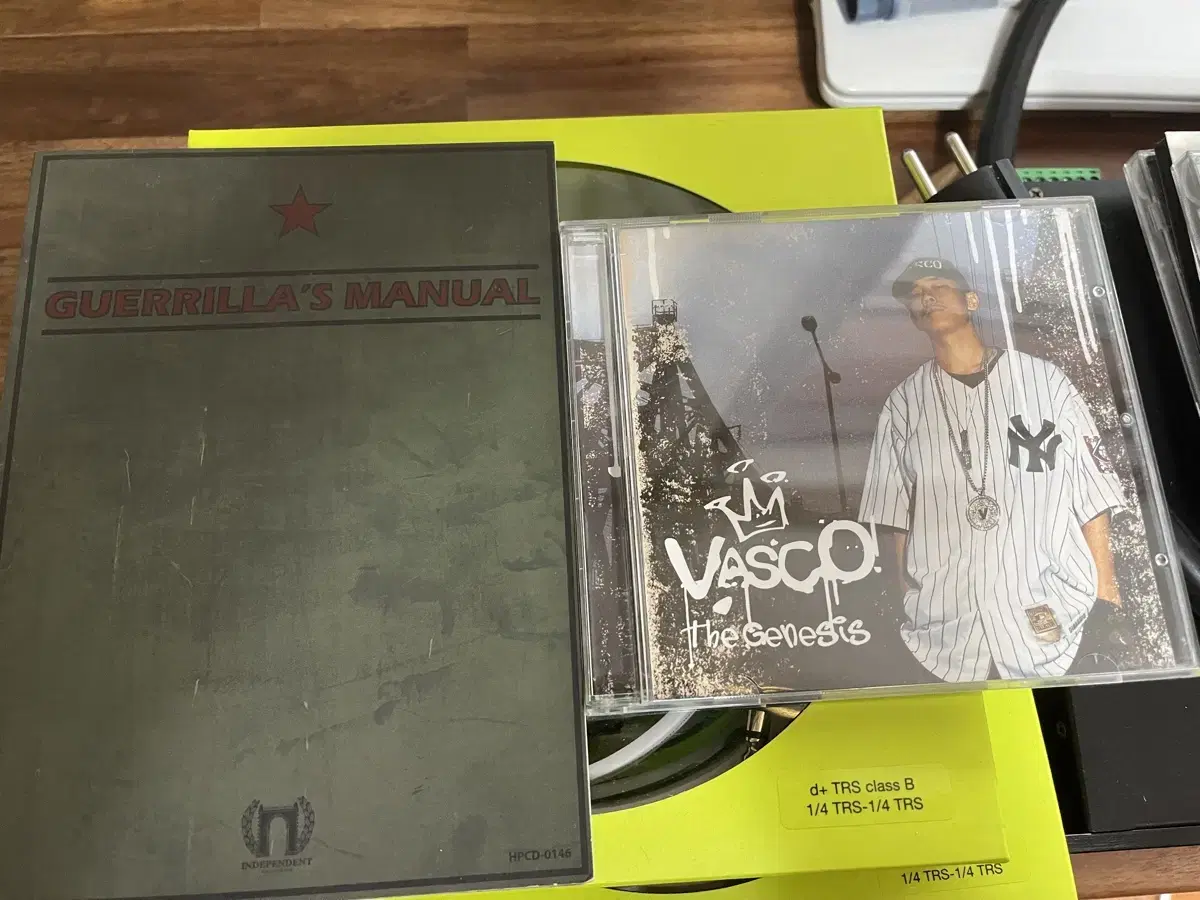 GUERRILLA'S MANUAL
INDEPENDENT
HPCD-0146
SCO
NY
V
VASCO!
the Genesis
d+ TRS class B
1/4 TRS-1/4 TRS
1/4 TRS-1/4 TRS